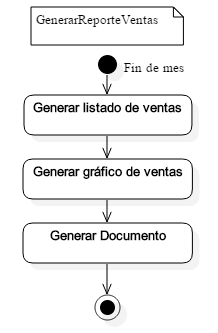 GenerarReporteVentas
Fin de mes
Generar listado de ventas
Generar gráfico de ventas
Generar Documento